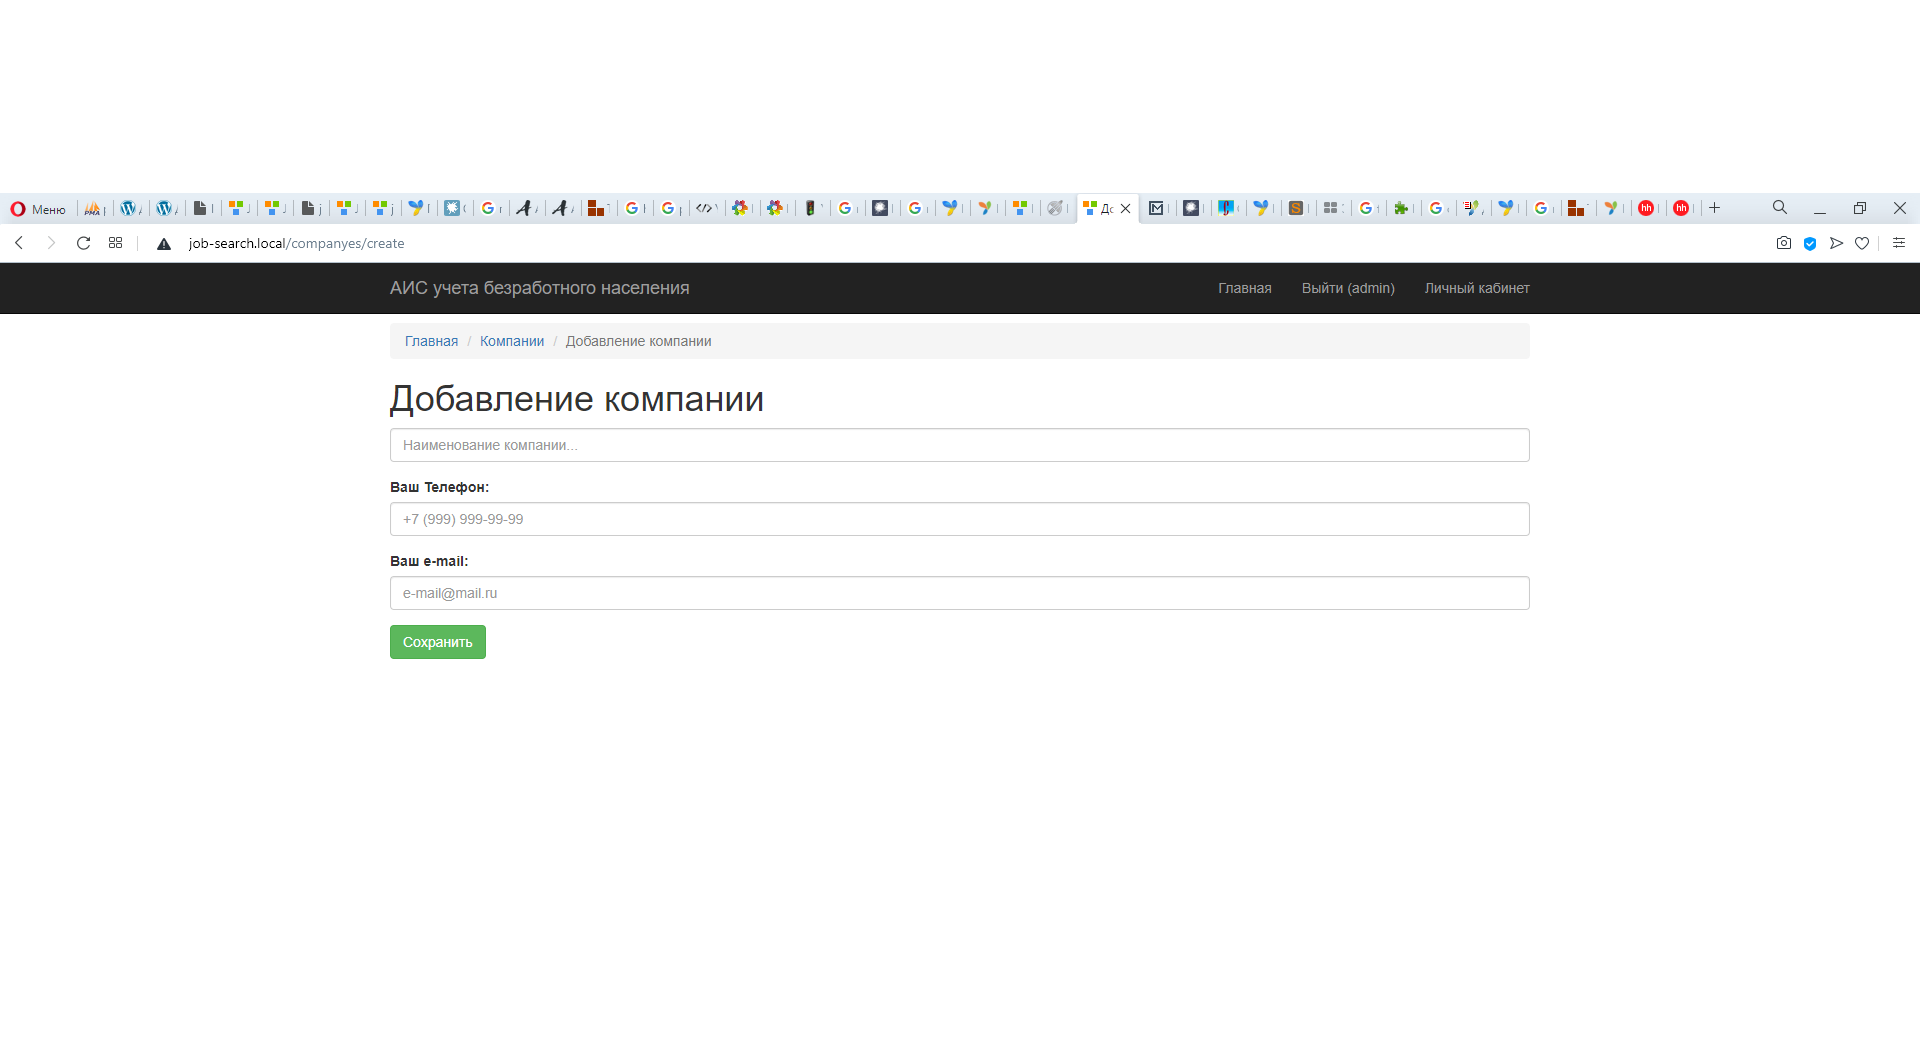 Меню
job-search.local/companyes/create
АИС учета безработного населения
Главная Выйти (admin) Личный кабинет
Главная / Компании / Добавление компании
Добавление компании
Наименование компании...
Ваш Телефон:
+7 (999) 999-99-99
Ваш e-mail:
e-mail@mail.ru
Сохранить